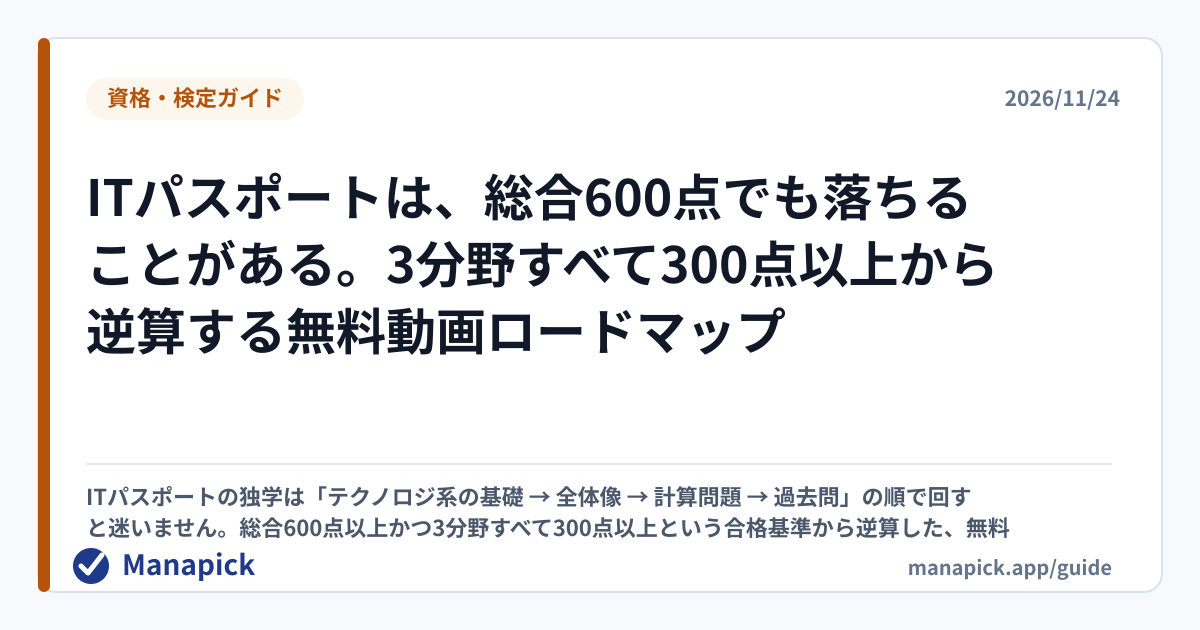 資格・検定ガイド
2026/11/24
ITパスポートは、総合600点でも落ちる
ことがある。3分野すべて300点以上から
逆算する無料動画ロードマップ
ITパスポートの独学は「テクノロジ系の基礎 → 全体像 → 計算問題 → 過去問」の順で回す
と迷いません。総合600点以上かつ3分野すべて300点以上という合格基準から逆算した、無料
Manapick
manapick.app/guide